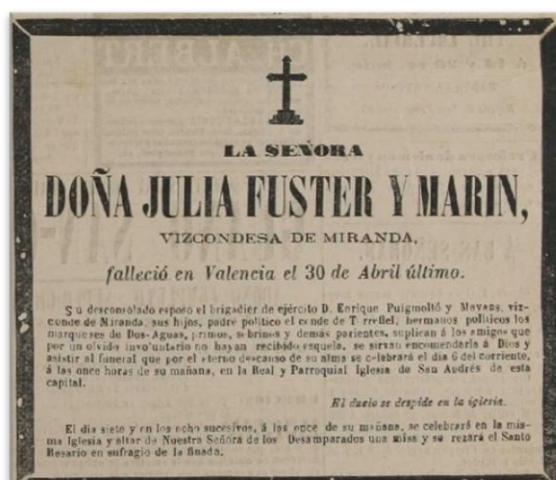 LA SEÑORA
DOÑA JULIA FUSTER Y MARIN,
VIZCONDESA DE MIRANDA,
falleció en Valencia el 30 de Abril último.
Su desconsolado esposo el brigadier de ejército D. Enrique Puigmoltó y Mayans, viz-
conde de Miranda, sus hijos, padre político el conde de Torrefiel, hermanos políticos los
marqueses de Dos-Aguas, primos, sobrinos y demás parientes, suplican á los amigos que
por un olvido involuntario no hayan recibido esquela, se sirvan encomendarla á Dios y
asistir al funeral que por el eterno descanso de su alma se celebrará el dia 6 del corriente,
á las once horas de su mañana, en la Real y Parroquial Iglesia de San Andrés de esta
capital.
El duelo se despide en la iglesia.
El dia siete y en los ocho sucesivos, á las once de su mañana, se celebrará en la mis-
ma Iglesia y altar de Nuestra Señora de los Desamparados una misa y se rezará el Santo
Rosario en sufragio de la finada.